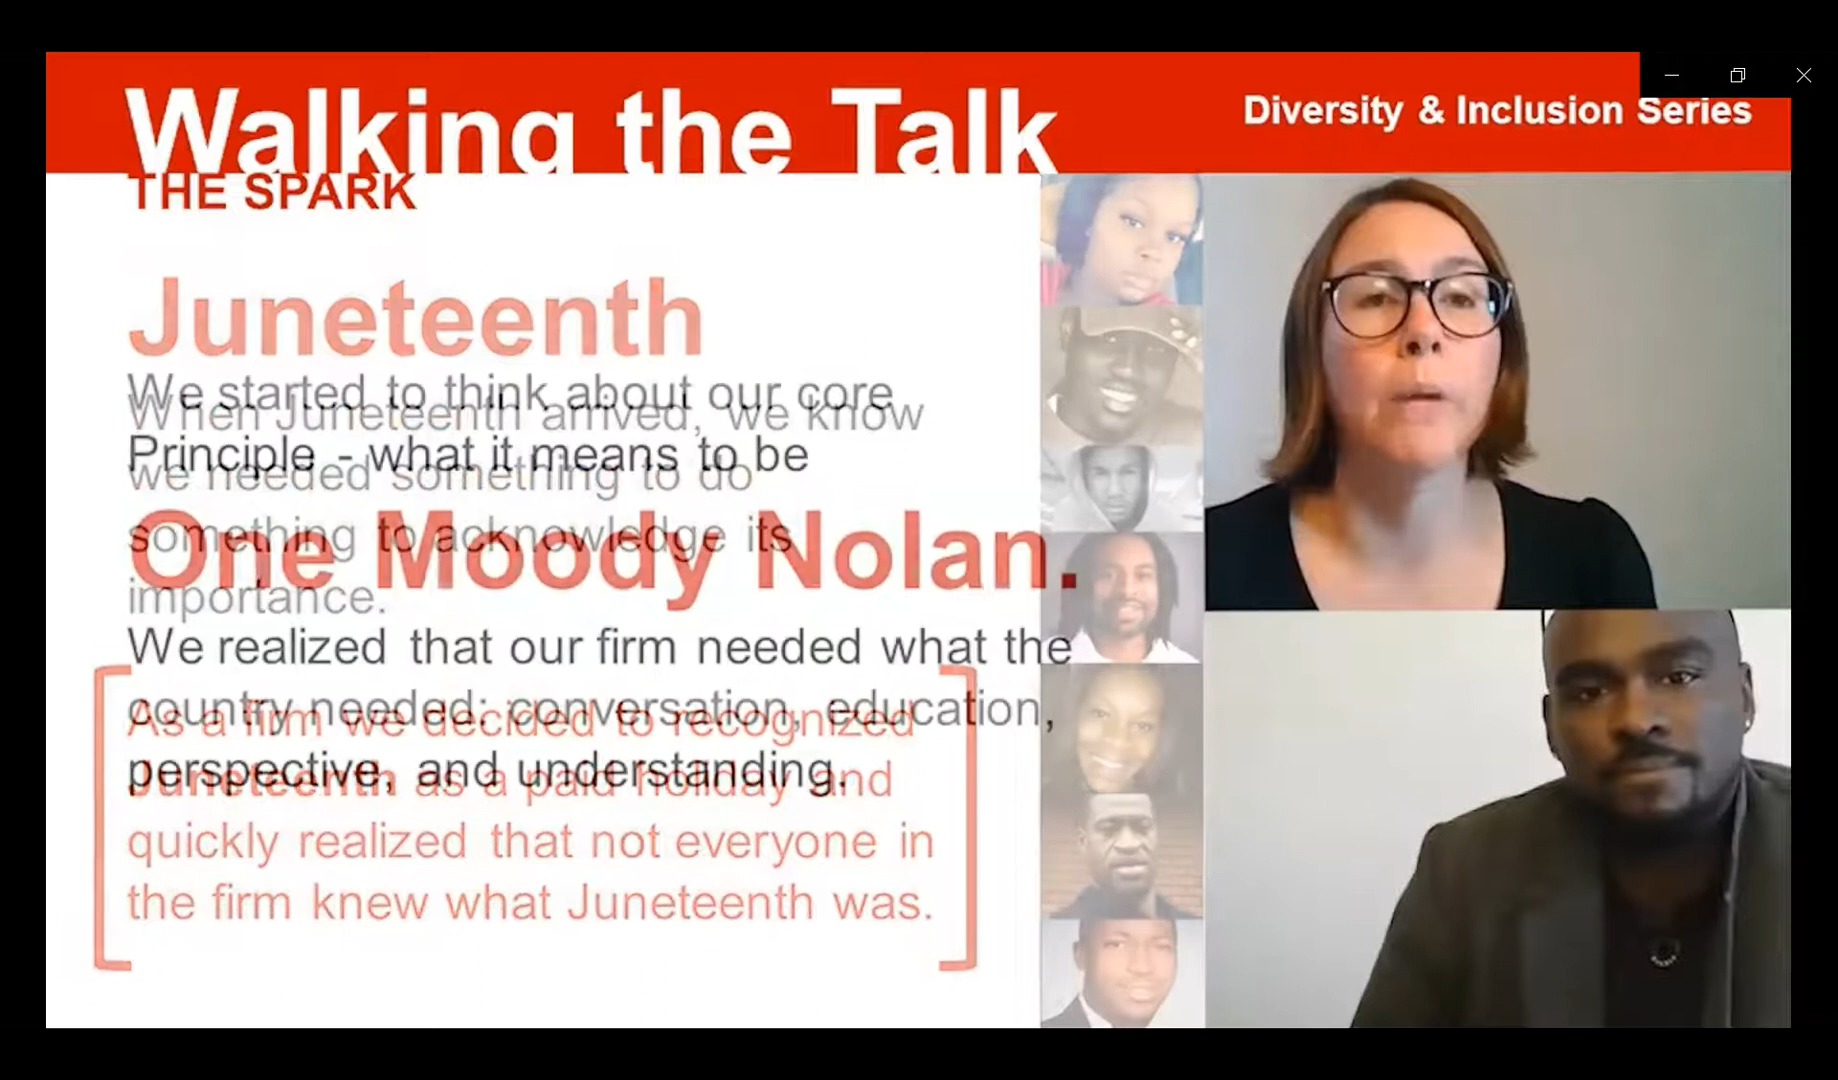 Walking the Talk
Diversity & Inclusion Series
THE SPARK
Juneteenth
When Juneteenth arrived, we know
we needed something to do
something to acknowledge its
importance.
As a firm we decided to recognized
Juneteenth as a paid holiday and
quickly realized that not everyone in
the firm knew what Juneteenth was.
We started to think about our core
Principle - what it means to be
One Moody Nolan.
We realized that our firm needed what the
country needed: conversation, education,
perspective, and understanding.